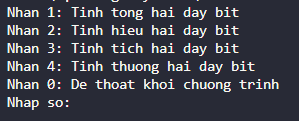 Nhan 1: Tinh tong hai day bit
Nhan 2: Tinh hieu hai day bit
Nhan 3: Tinh tich hai day bit
Nhan 4: Tinh thuong hai day bit
Nhan 0: De thoat khoi chuong trinh
Nhap so: